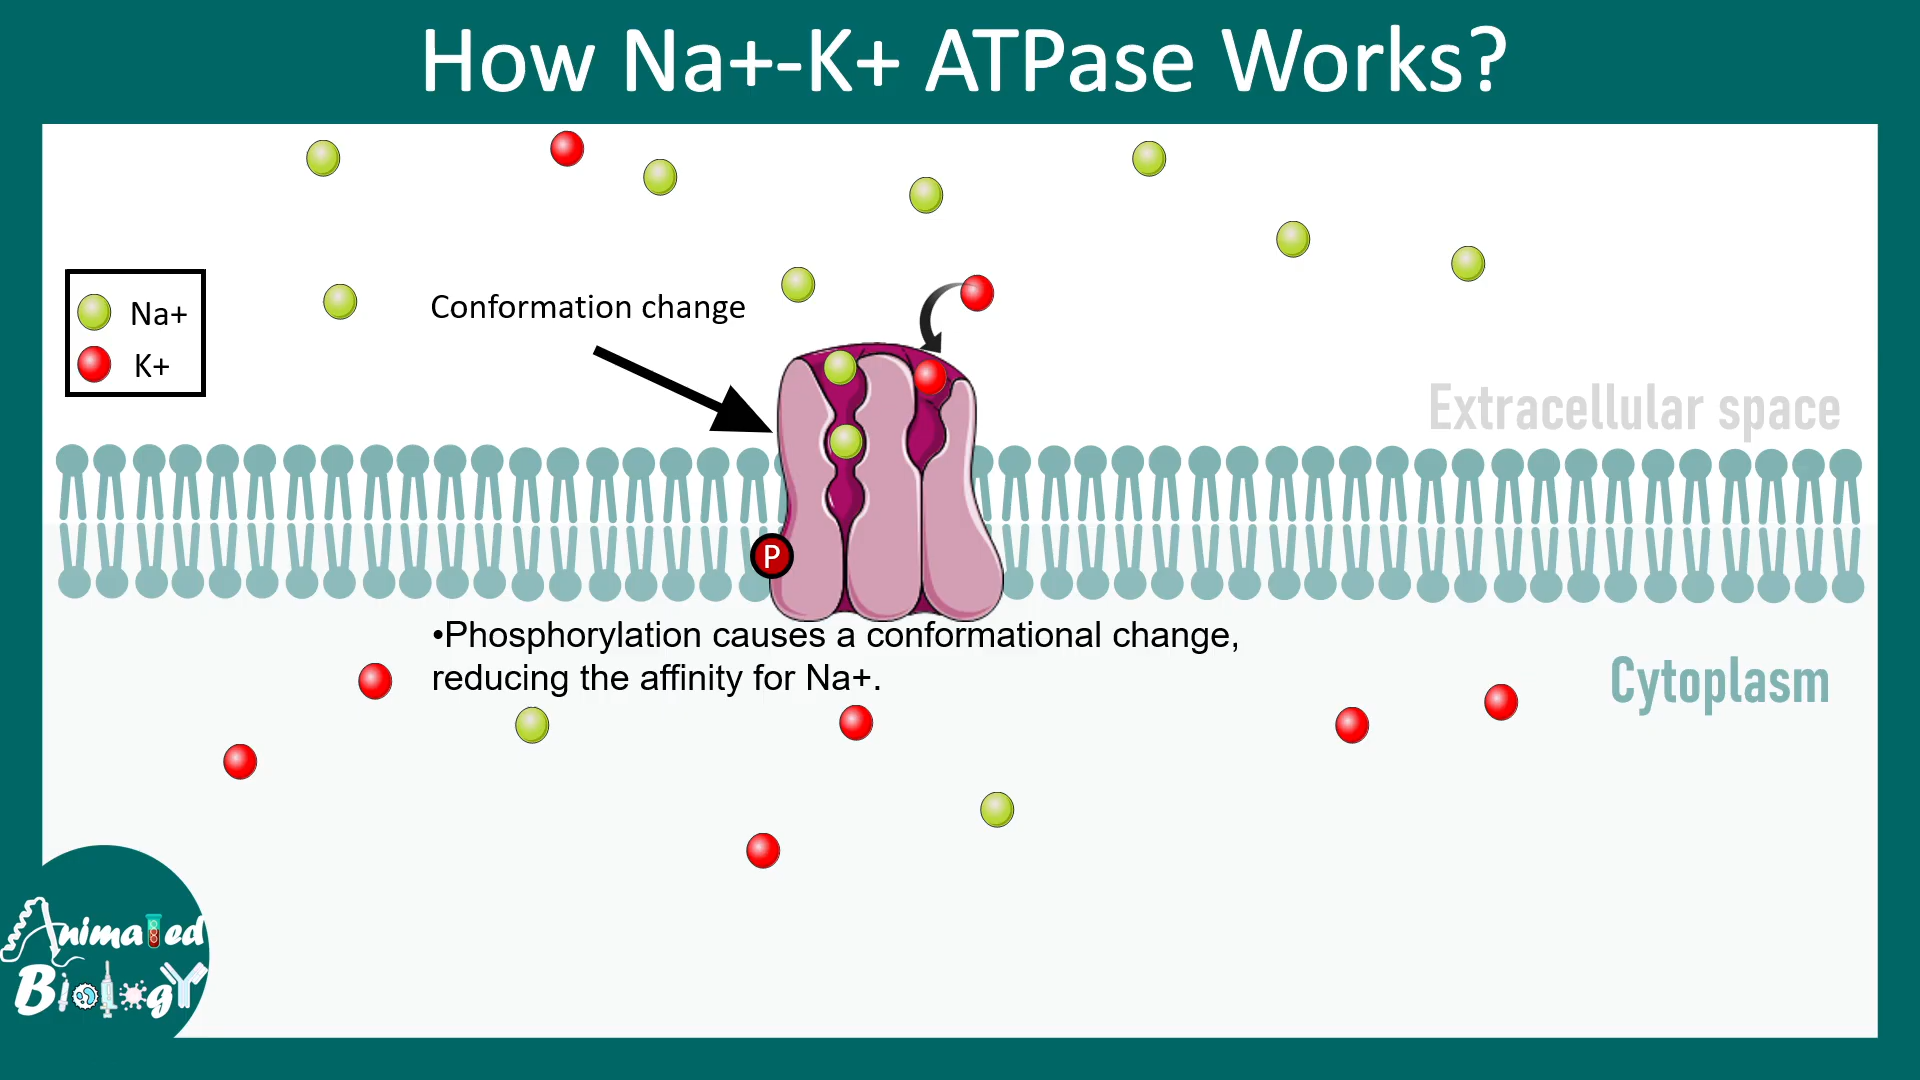 How Na+-K+ ATPase Works?
Na+
K+
Conformation change
Extracellular space
P
•Phosphorylation causes a conformational change,
reducing the affinity for Na+.
Cytoplasm
Animated
Biology